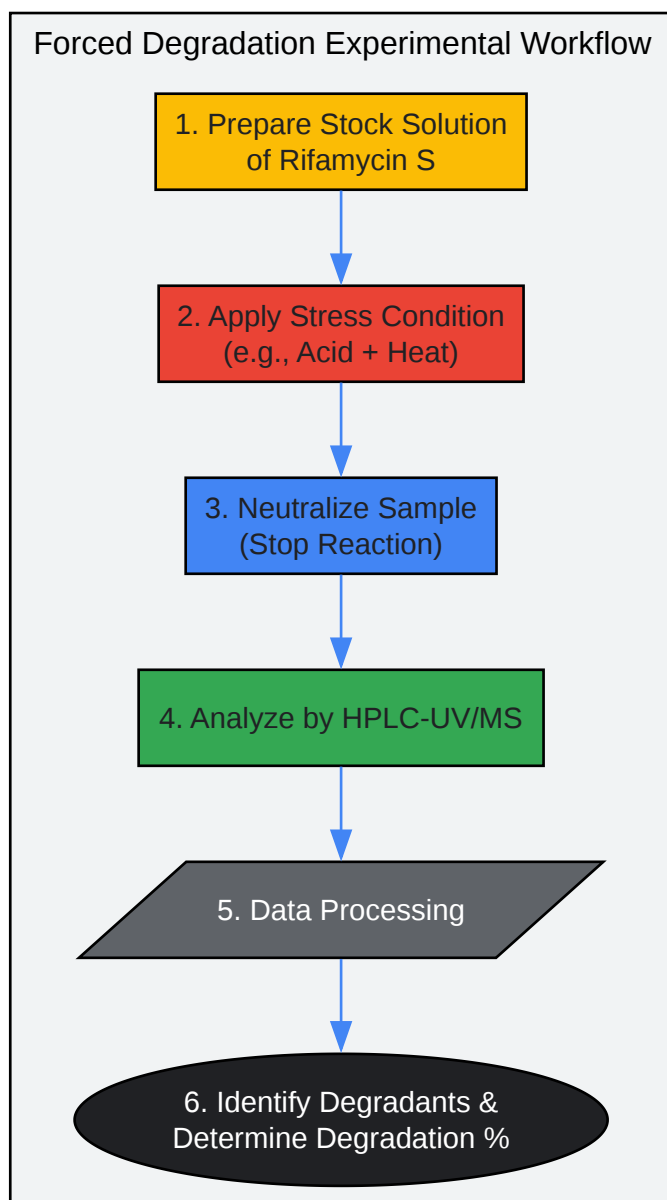 Forced Degradation Experimental Workflow
1. Prepare Stock Solution
of Rifamycin S
2. Apply Stress Condition
(e.g., Acid + Heat)
3. Neutralize Sample
(Stop Reaction)
4. Analyze by HPLC-UV/MS
5. Data Processing
6. Identify Degradants &
Determine Degradation %